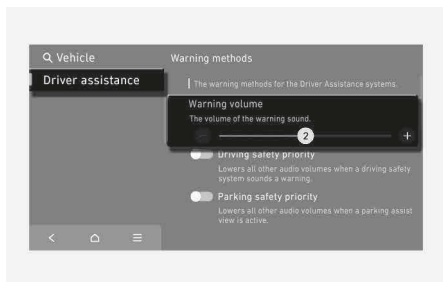 Vehicle
Driver assistance
Warning methods
The warning methods for the Driver Assistance systems.
Warning volume
The volume of the warning sound.
2
Driving safety priority
Lowers all other audio volumes when a driving safety
system sounds a warning.
Parking safety priority
Lowers all other audio volumes when a parking assist
view is active.